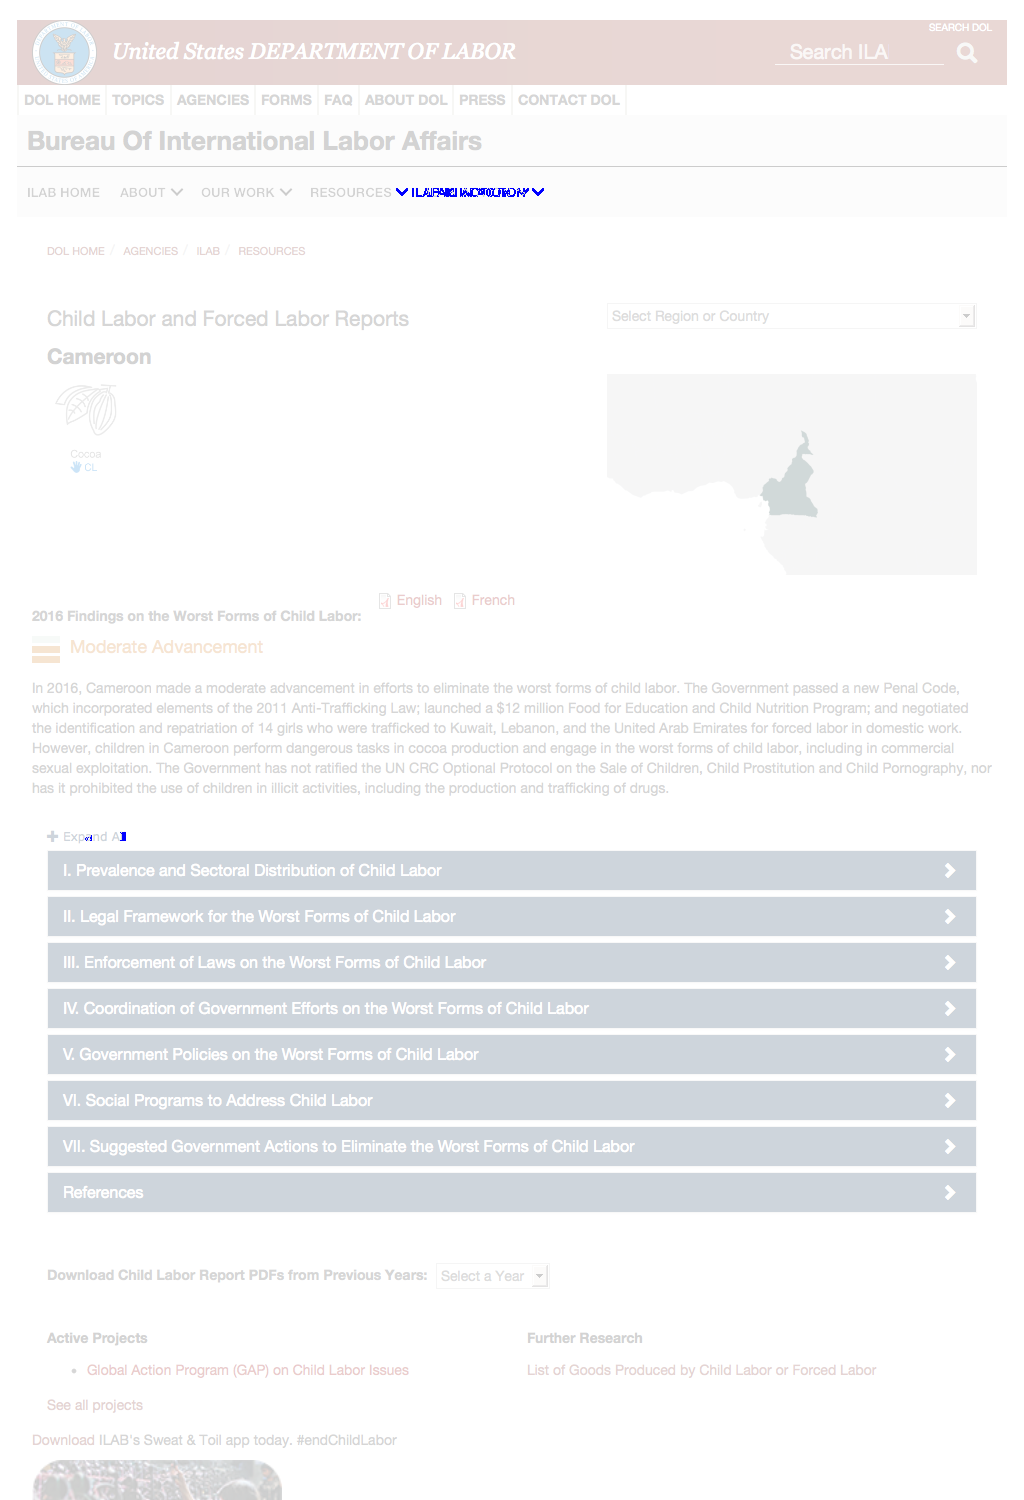 SEARCH DOL
United States DEPARTMENT OF LABOR
Search ILA
DOL HOME TOPICS AGENCIES FORMS FAQ ABOUT DOL PRESS CONTACT DOL
Bureau Of International Labor Affairs
ILAB HOME ABOUT OUR WORK RESOURCES
DOL HOME / AGENCIES / ILAB / RESOURCES
Child Labor and Forced Labor Reports
Select Region or Country
Cameroon
Cocoa
CL
English French
2016 Findings on the Worst Forms of Child Labor:
Moderate Advancement
In 2016, Cameroon made a moderate advancement in efforts to eliminate the worst forms of child labor. The Government passed a new Penal Code,
which incorporated elements of the 2011 Anti-Trafficking Law; launched a $12 million Food for Education and Child Nutrition Program; and negotiated
the identification and repatriation of 14 girls who were trafficked to Kuwait, Lebanon, and the United Arab Emirates for forced labor in domestic work.
However, children in Cameroon perform dangerous tasks in cocoa production and engage in the worst forms of child labor, including in commercial
sexual exploitation. The Government has not ratified the UN CRC Optional Protocol on the Sale of Children, Child Prostitution and Child Pornography, nor
has it prohibited the use of children in illicit activities, including the production and trafficking of drugs.
Expand All
I. Prevalence and Sectoral Distribution of Child Labor
II. Legal Framework for the Worst Forms of Child Labor
III. Enforcement of Laws on the Worst Forms of Child Labor
IV. Coordination of Government Efforts on the Worst Forms of Child Labor
V. Government Policies on the Worst Forms of Child Labor
VI. Social Programs to Address Child Labor
VII. Suggested Government Actions to Eliminate the Worst Forms of Child Labor
References
Download Child Labor Report PDFs from Previous Years: Select a Year
Active Projects
• Global Action Program (GAP) on Child Labor Issues
See all projects
Further Research
List of Goods Produced by Child Labor or Forced Labor
Download ILAB's Sweat & Toil app today. #endChildLabor